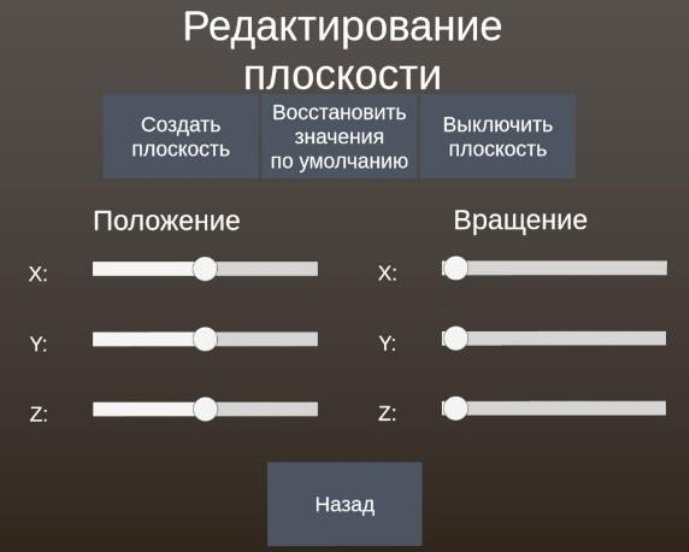 Редактирование
плоскости
Создать
плоскость
Восстановить
значения
по умолчанию
Выключить
плоскость
Положение
Вращение
X:
X:
Y:
Y:
Z:
Z:
Назад